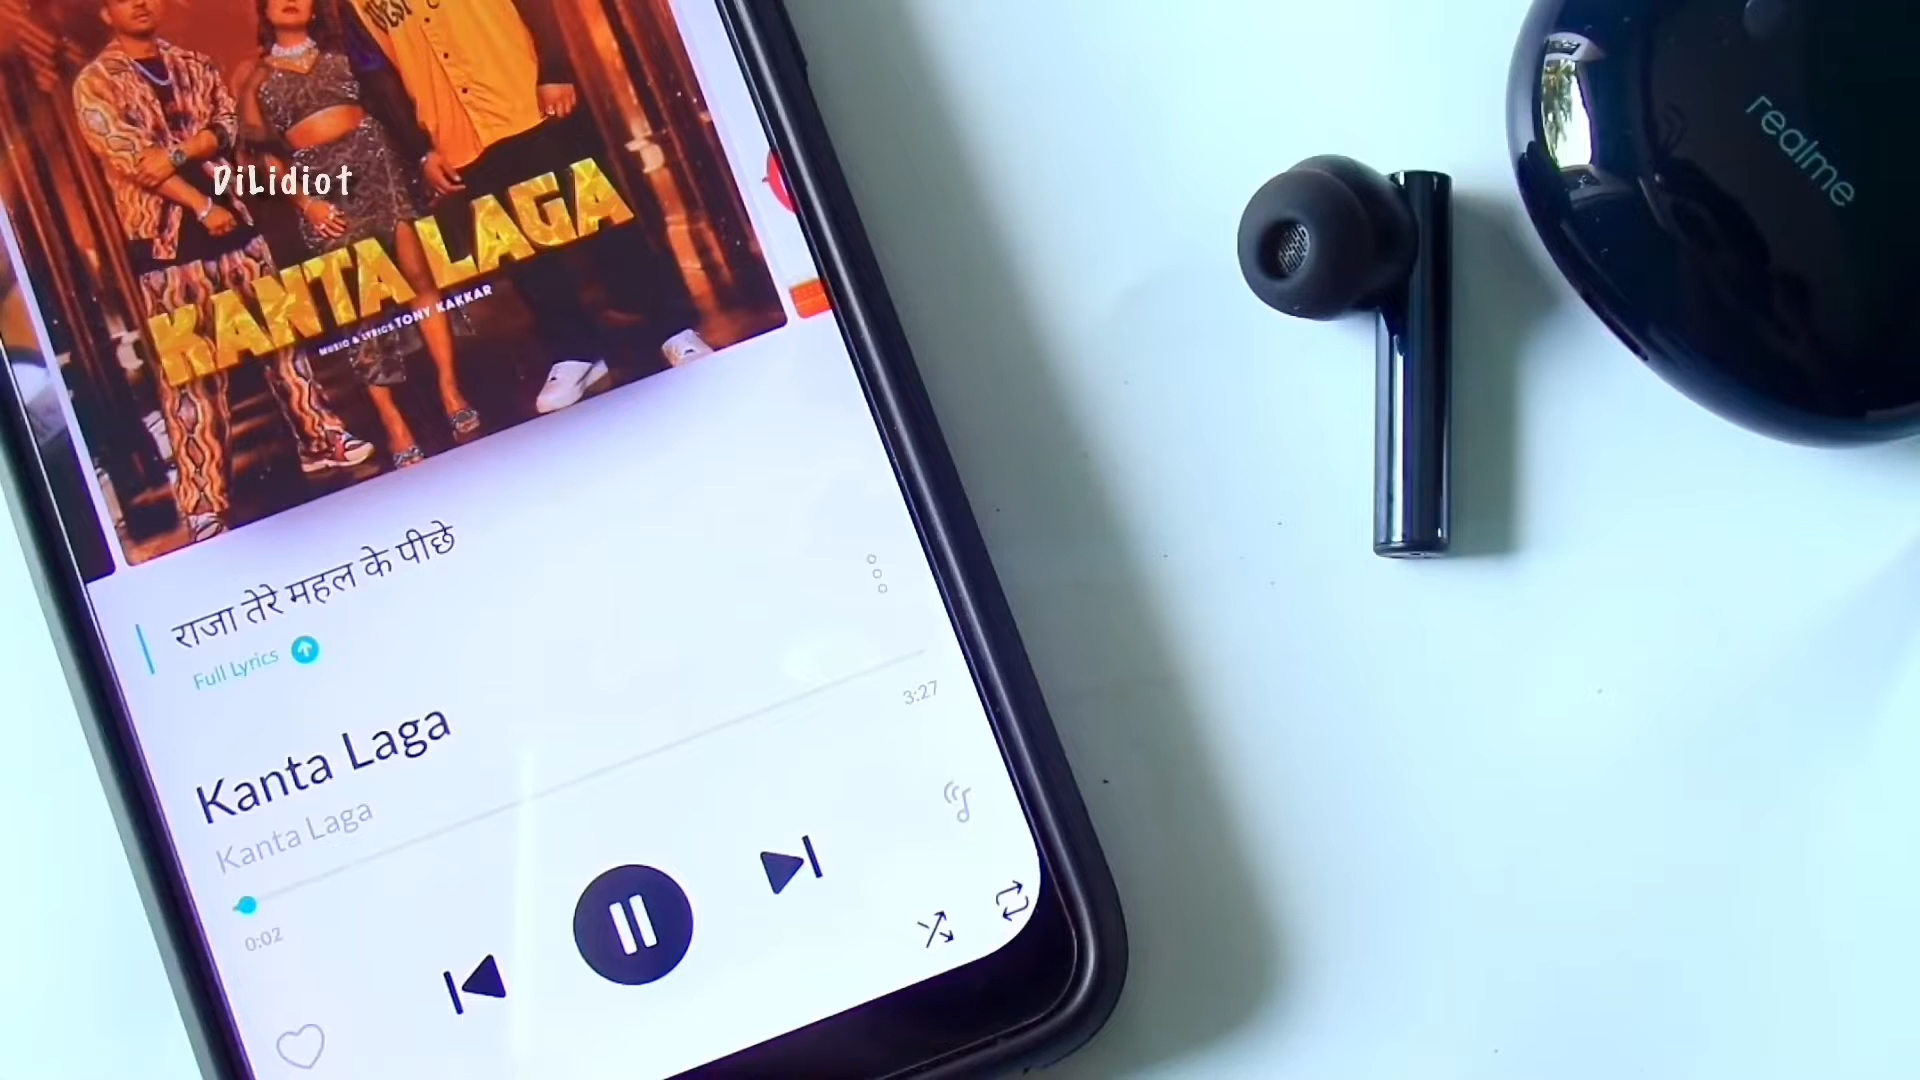 DiLidiot
KANTA LAGA
MUSIC & LYRICS TONY KAKKAR
realme
राजा तेरे महल के पीछे
Full Lyrics
3:27
Kanta Laga
Kanta Laga
0:02